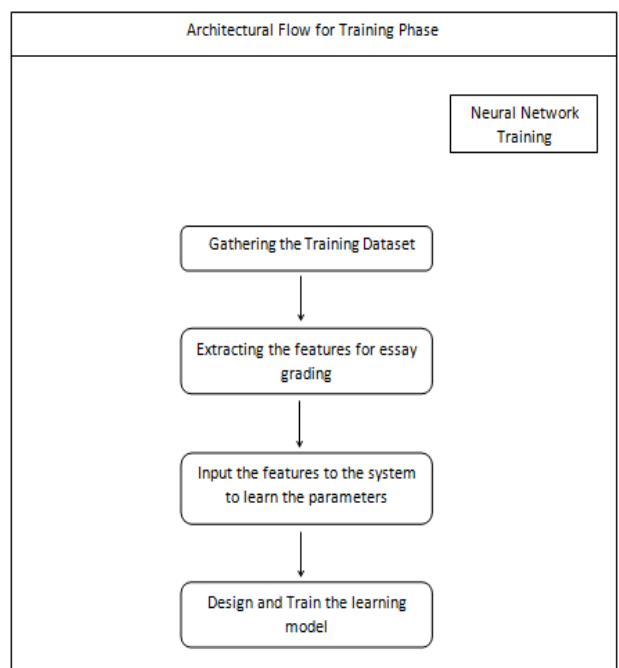 Architectural Flow for Training Phase
Neural Network
Training
Gathering the Training Dataset
Extracting the features for essay
grading
Input the features to the system
to learn the parameters
Design and Train the learning
model